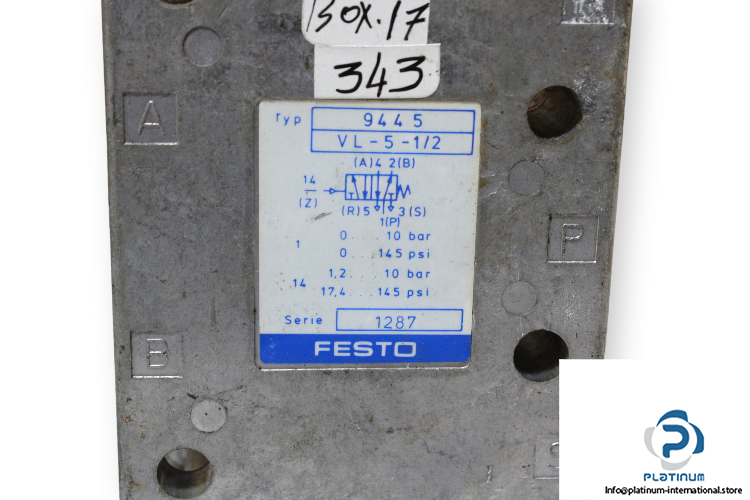 BOX.17
343
A
Typ 9445
VL-5-1/2
(A)4 2(B)
14
(Z)
(R)5 3(S)
1(P)
1 0...10 bar
0...145 psi
14 1,2...10 bar
17,4...145 psi
Serie 1287
FESTO
P
B
S
PLATINUM
Info@platinum-international.store